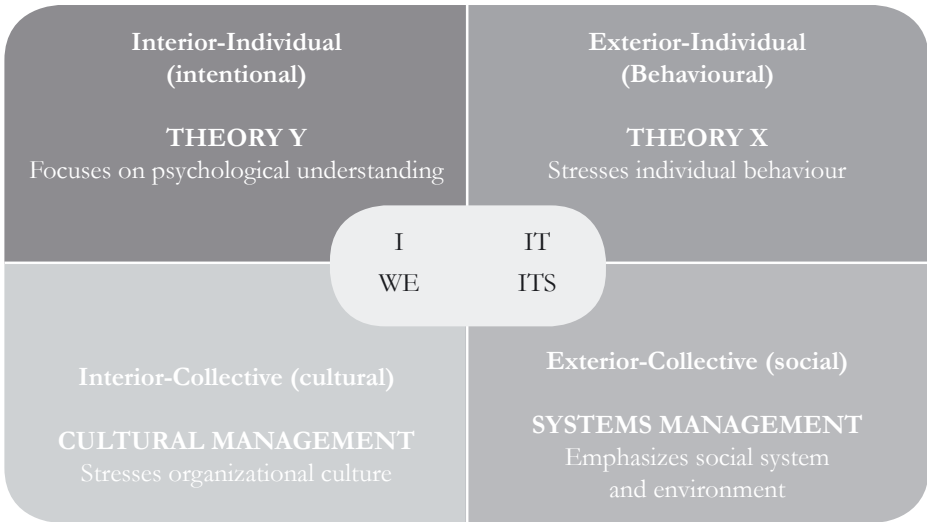 Interior-Individual
(intentional)
THEORY Y
Focuses on psychological understanding
Exterior-Individual
(Behavioural)
THEORY X
Stresses individual behaviour
I
IT
WE
ITS
Interior-Collective (cultural)
CULTURAL MANAGEMENT
Stresses organizational culture
Exterior-Collective (social)
SYSTEMS MANAGEMENT
Emphasizes social system
and environment